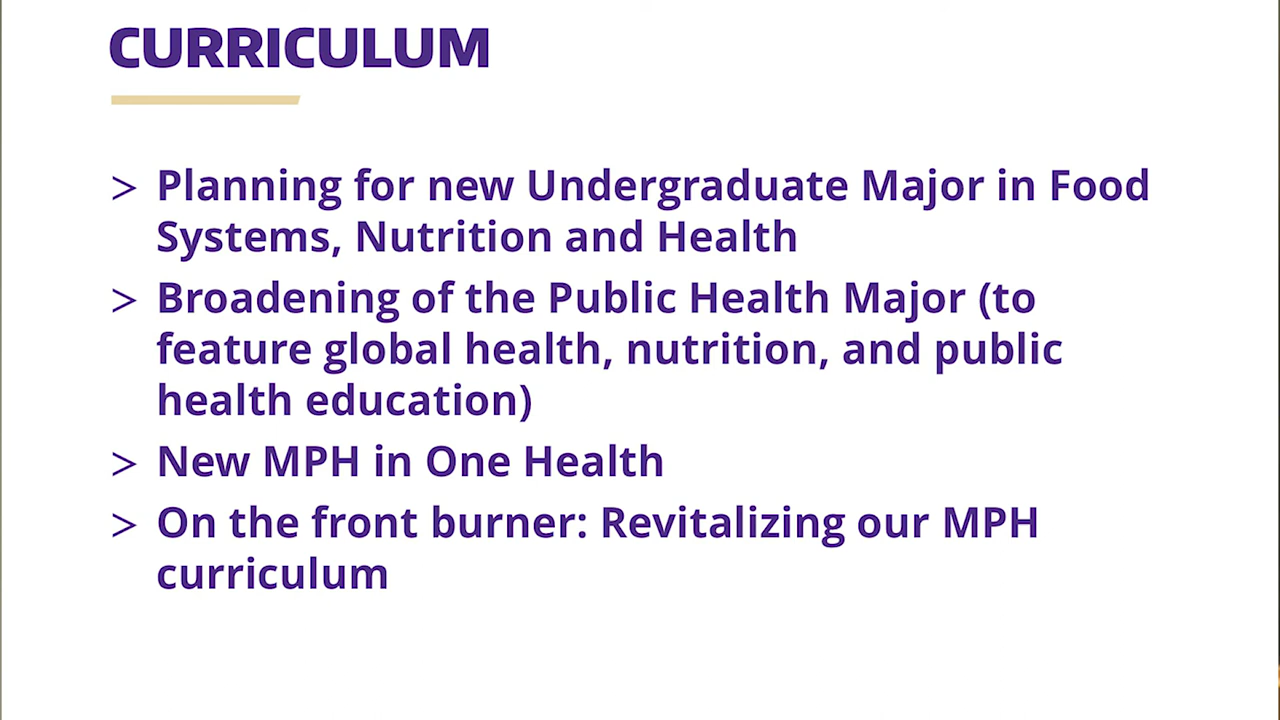 CURRICULUM
> Planning for new Undergraduate Major in Food
Systems, Nutrition and Health
> Broadening of the Public Health Major (to
feature global health, nutrition, and public
health education)
> New MPH in One Health
> On the front burner: Revitalizing our MPH
curriculum